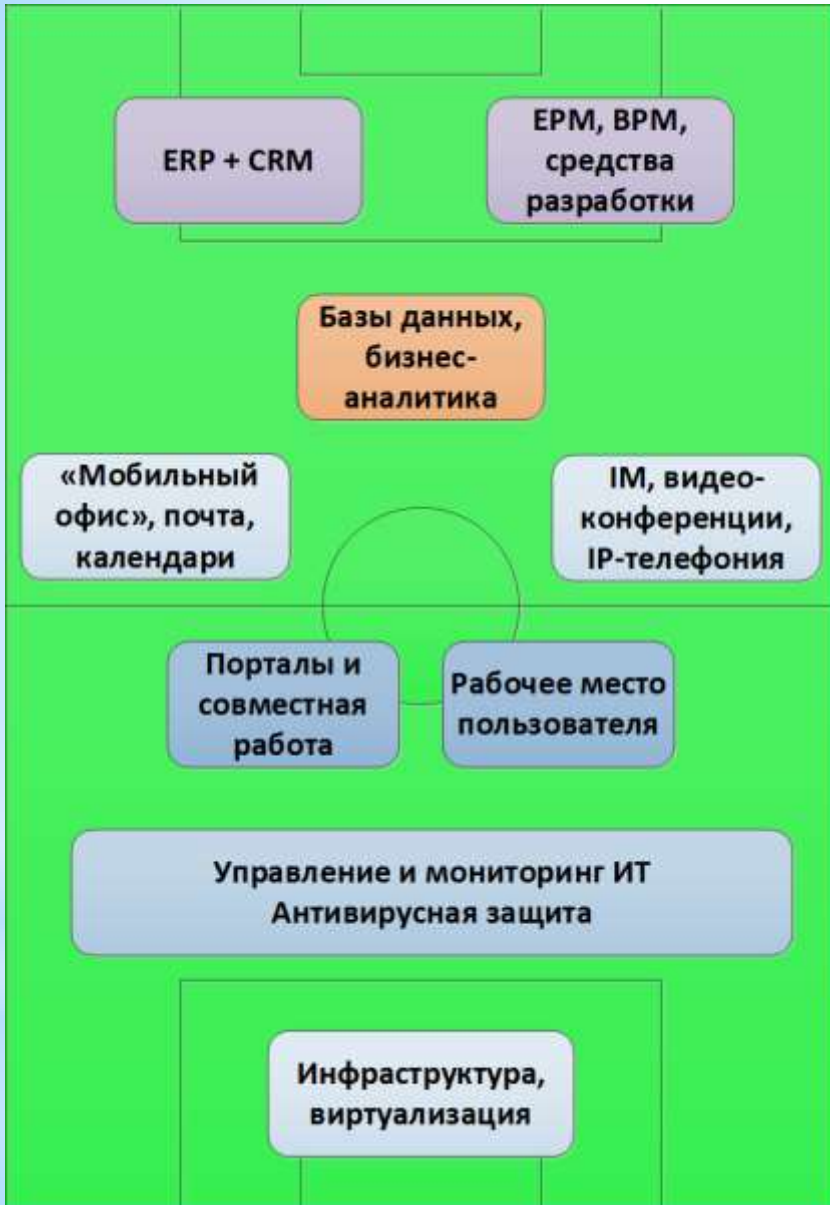 ERP + CRM
EPM, BPM,
средства
разработки
Базы данных,
бизнес-
аналитика
«Мобильный
офис», почта,
календари
IM, видео-
конференции,
IP-телефония
Порталы и
совместная
работа
Рабочее место
пользователя
Управление и мониторинг ИТ
Антивирусная защита
Инфраструктура,
виртуализация